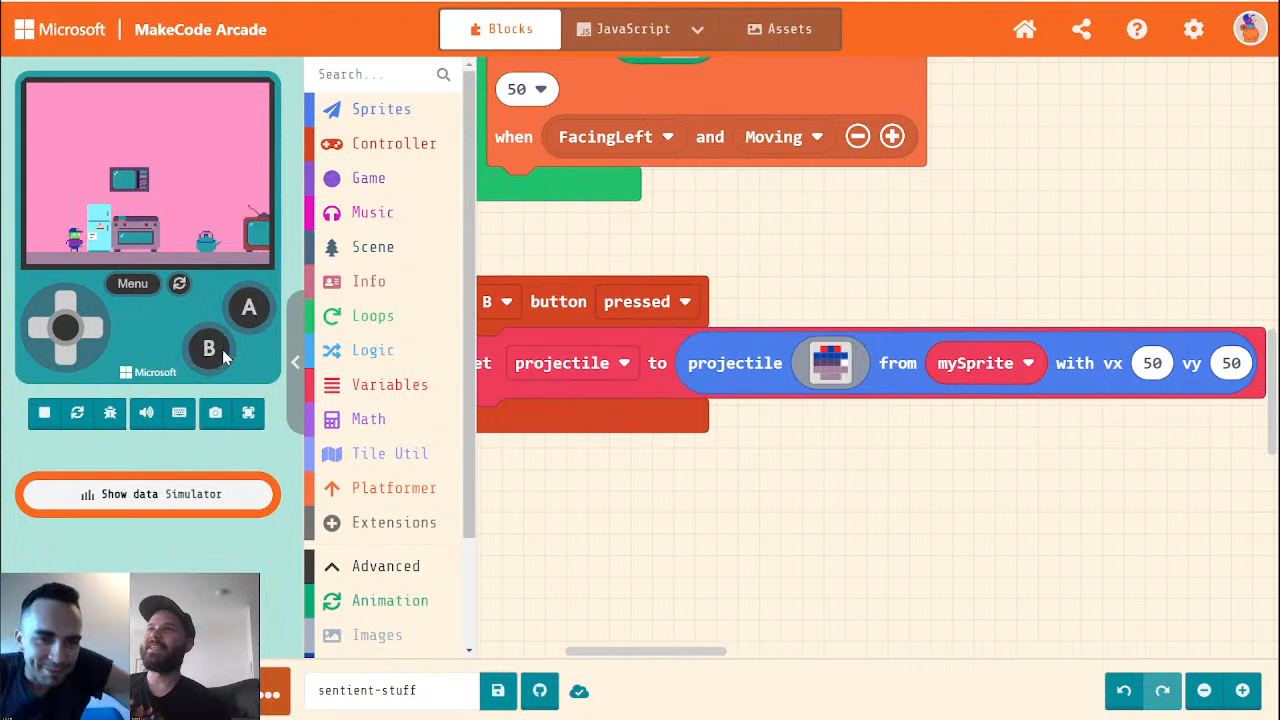 Microsoft
MakeCode Arcade
Blocks
JavaScript
Assets
Search...
Sprites
Controller
Game
Music
Scene
Info
Loops
Logic
Variables
Math
Tile Util
Platformer
Extensions
Advanced
Animation
Images
50
when FacingLeft and Moving
B button pressed
et projectile to projectile from mySprite with vx 50 vy 50
Menu
A
B
Microsoft
Show data Simulator
sentient-stuff